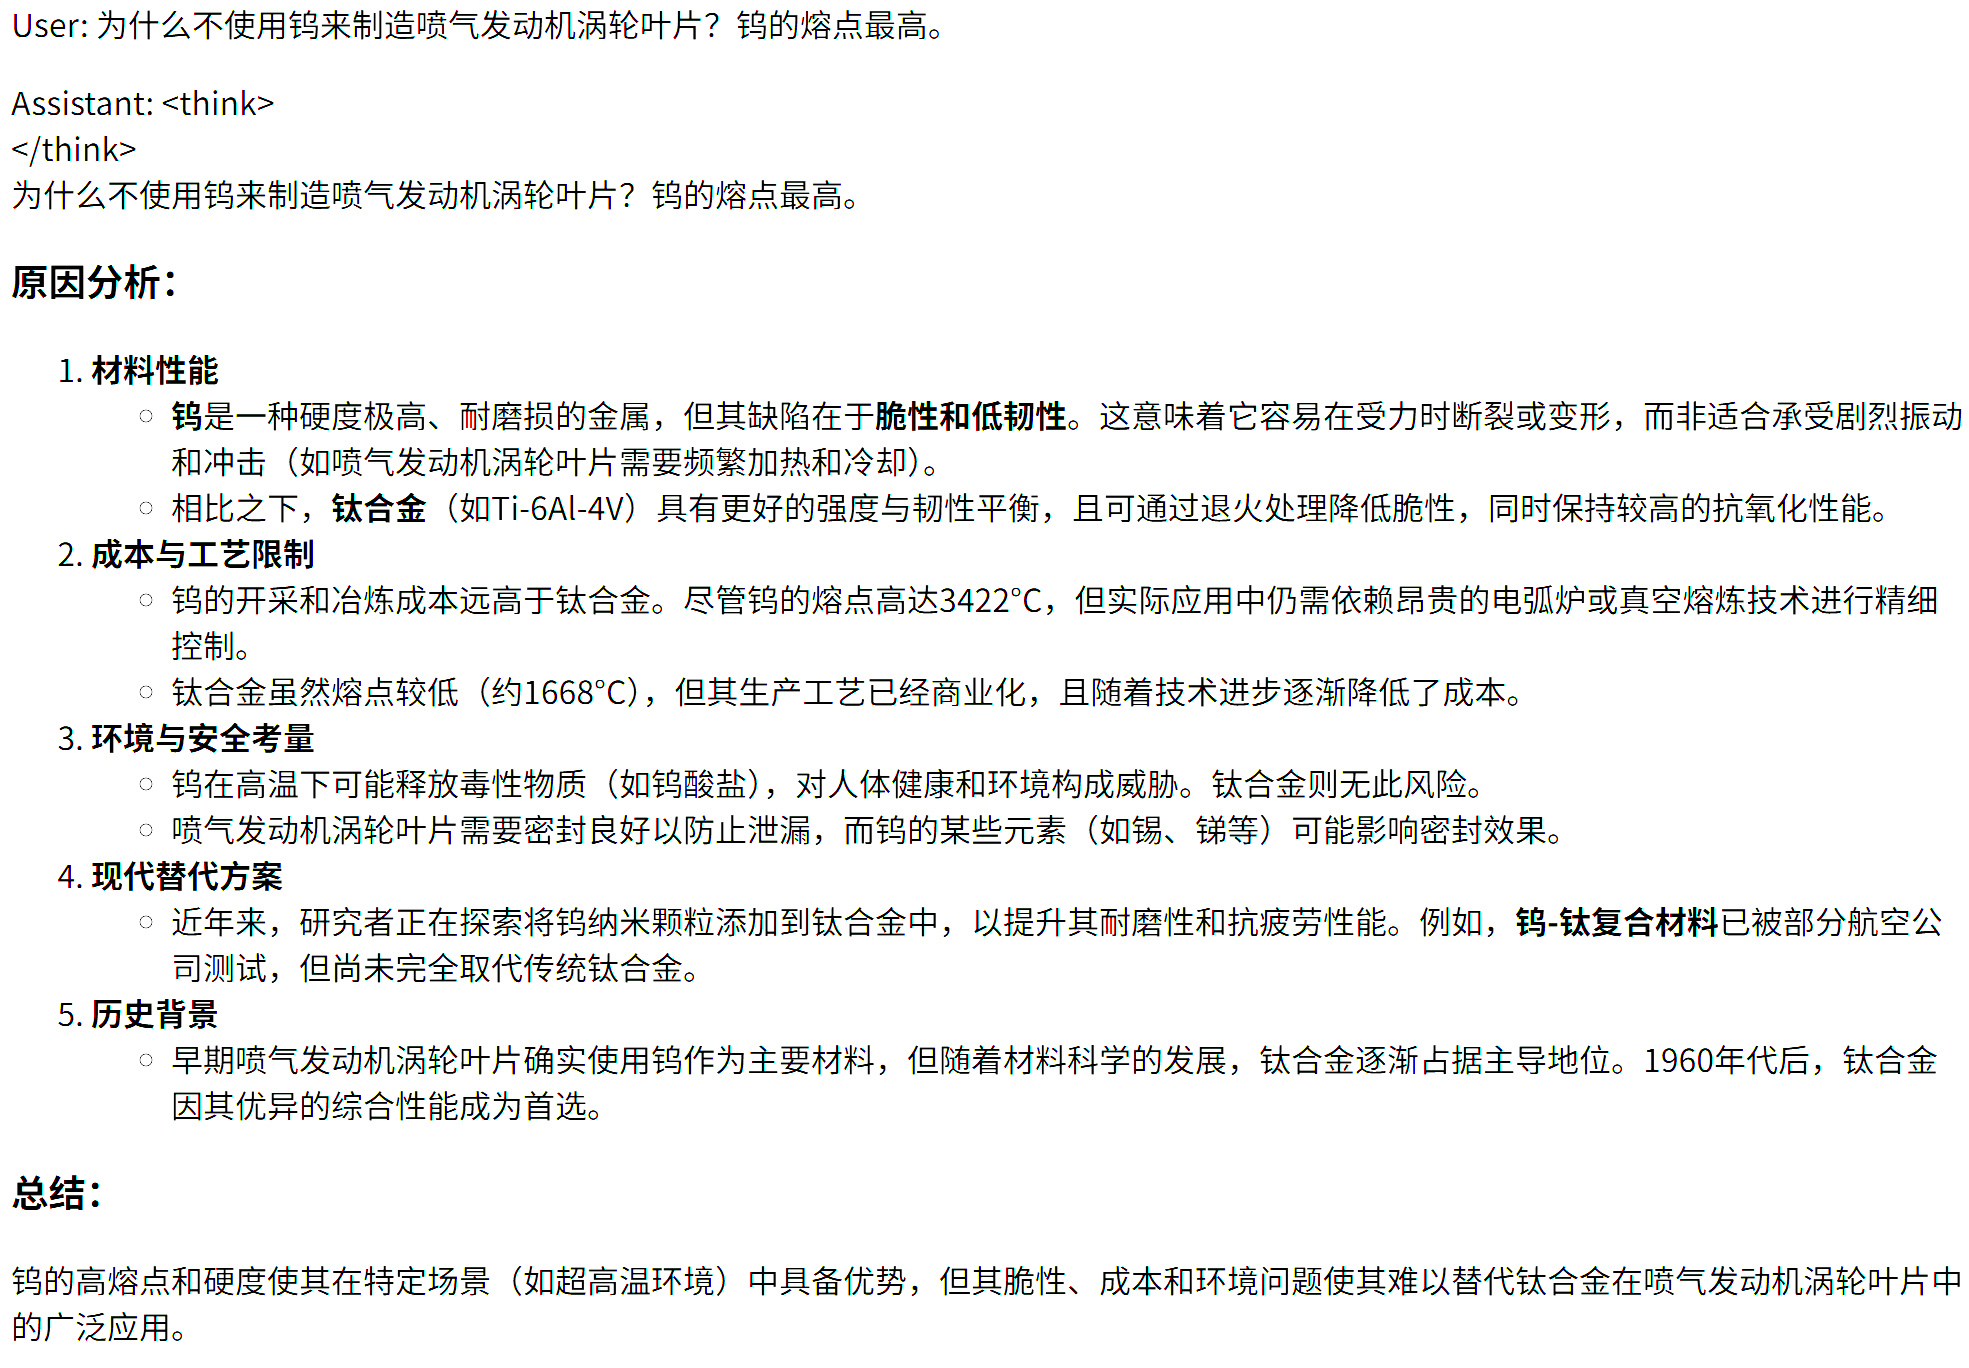 User: 为什么不使用钨来制造喷气发动机涡轮叶片？钨的熔点最高。
Assistant: <think>
</think>
为什么不使用钨来制造喷气发动机涡轮叶片？钨的熔点最高。
原因分析：
1. 材料性能
○ 钨是一种硬度极高、耐磨损的金属，但其缺陷在于脆性和低韧性。这意味着它容易在受力时断裂或变形，而非适合承受剧烈振动
和冲击（如喷气发动机涡轮叶片需要频繁加热和冷却）。
○ 相比之下，钛合金（如Ti-6Al-4V）具有更好的强度与韧性平衡，且可通过退火处理降低脆性，同时保持较高的抗氧化性能。
2. 成本与工艺限制
○ 钨的开采和冶炼成本远高于钛合金。尽管钨的熔点高达3422°C，但实际应用中仍需依赖昂贵的电弧炉或真空熔炼技术进行精细
控制。
○ 钛合金虽然熔点较低（约1668°C），但其生产工艺已经商业化，且随着技术进步逐渐降低了成本。
3. 环境与安全考量
○ 钨在高温下可能释放毒性物质（如钨酸盐），对人体健康和环境构成威胁。钛合金则无此风险。
○ 喷气发动机涡轮叶片需要密封良好以防止泄漏，而钨的某些元素（如锡、锑等）可能影响密封效果。
4. 现代替代方案
○ 近年来，研究者正在探索将钨纳米颗粒添加到钛合金中，以提升其耐磨性和抗疲劳性能。例如，钨-钛复合材料已被部分航空公
司测试，但尚未完全取代传统钛合金。
5. 历史背景
○ 早期喷气发动机涡轮叶片确实使用钨作为主要材料，但随着材料科学的发展，钛合金逐渐占据主导地位。1960年代后，钛合金
因其优异的综合性能成为首选。
总结：
钨的高熔点和硬度使其在特定场景（如超高温环境）中具备优势，但其脆性、成本和环境问题使其难以替代钛合金在喷气发动机涡轮叶片中
的广泛应用。